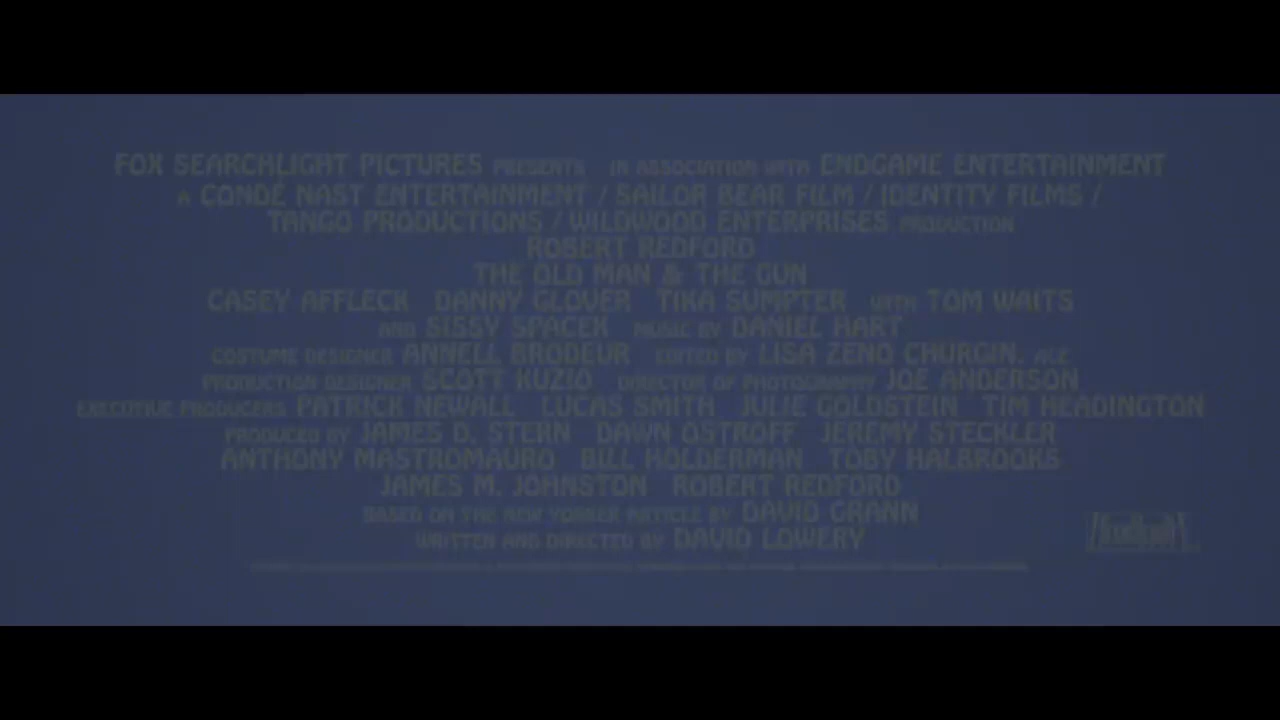 FOX SEARCHLIGHT PICTURES PRESENTS IN ASSOCIATION WITH ENDGAME ENTERTAINMENT
A CONDÉ NAST ENTERTAINMENT / SAILOR BEAR FILM / IDENTITY FILMS /
TANGO PRODUCTIONS / WILDWOOD ENTERPRISES PRODUCTION
ROBERT REDFORD
THE OLD MAN & THE GUN
CASEY AFFLECK DANNY GLOVER TIKA SUMPTER WITH TOM WAITS
AND SISSY SPACEK MUSIC BY DANIEL HART
COSTUME DESIGNER ANNELL BRODEUR EDITED BY LISA ZENO CHURGIN, ACE
PRODUCTION DESIGNER SCOTT KUZIO DIRECTOR OF PHOTOGRAPHY JOE ANDERSON
EXECUTIVE PRODUCERS PATRICK NEWALL LUCAS SMITH JULIE GOLDSTEIN TIM HEADINGTON
PRODUCED BY JAMES D. STERN DAWN OSTROFF JEREMY STECKLER
ANTHONY MASTROMAURO BILL HOLDERMAN TOBY HALBROOKS
JAMES M. JOHNSTON ROBERT REDFORD
BASED ON THE NEW YORKER ARTICLE BY DAVID GRANN
WRITTEN AND DIRECTED BY DAVID LOWERY